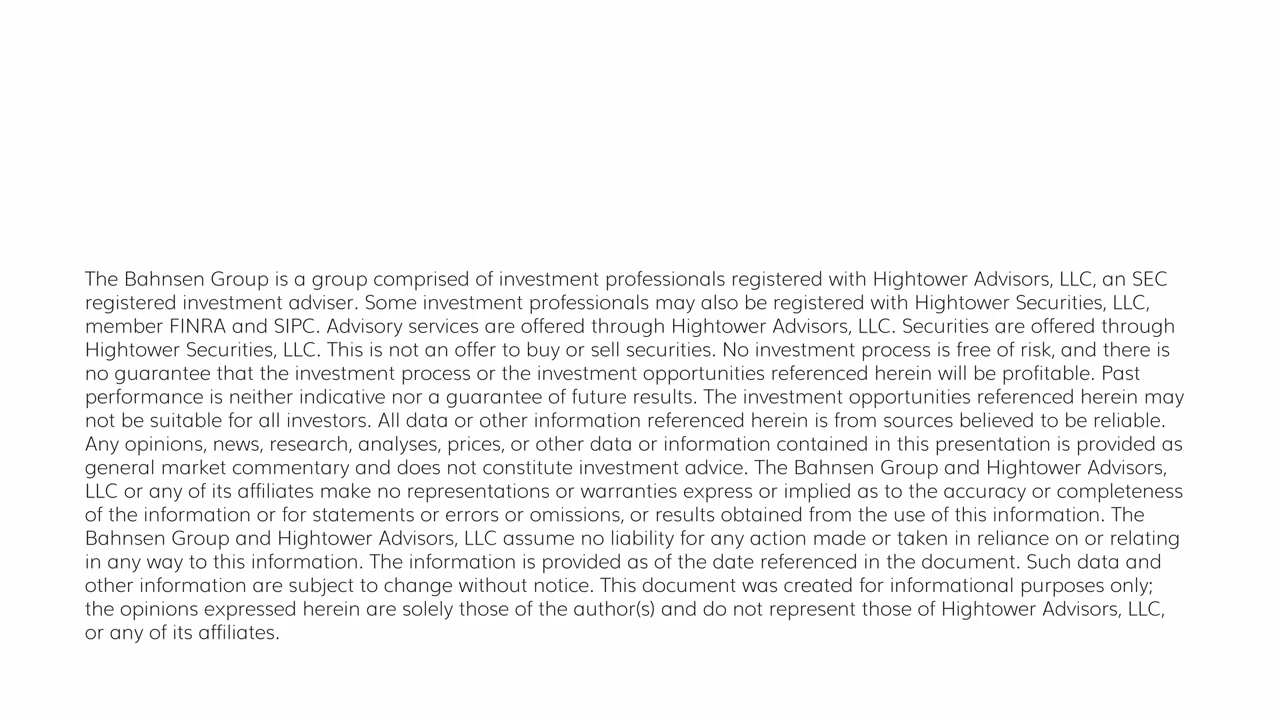 The Bahnsen Group is a group comprised of investment professionals registered with Hightower Advisors, LLC, an SEC
registered investment adviser. Some investment professionals may also be registered with Hightower Securities, LLC,
member FINRA and SIPC. Advisory services are offered through Hightower Advisors, LLC. Securities are offered through
Hightower Securities, LLC. This is not an offer to buy or sell securities. No investment process is free of risk, and there is
no guarantee that the investment process or the investment opportunities referenced herein will be profitable. Past
performance is neither indicative nor a guarantee of future results. The investment opportunities referenced herein may
not be suitable for all investors. All data or other information referenced herein is from sources believed to be reliable.
Any opinions, news, research, analyses, prices, or other data or information contained in this presentation is provided as
general market commentary and does not constitute investment advice. The Bahnsen Group and Hightower Advisors,
LLC or any of its affiliates make no representations or warranties express or implied as to the accuracy or completeness
of the information or for statements or errors or omissions, or results obtained from the use of this information. The
Bahnsen Group and Hightower Advisors, LLC assume no liability for any action made or taken in reliance on or relating
in any way to this information. The information is provided as of the date referenced in the document. Such data and
other information are subject to change without notice. This document was created for informational purposes only;
the opinions expressed herein are solely those of the author(s) and do not represent those of Hightower Advisors, LLC,
or any of its affiliates.